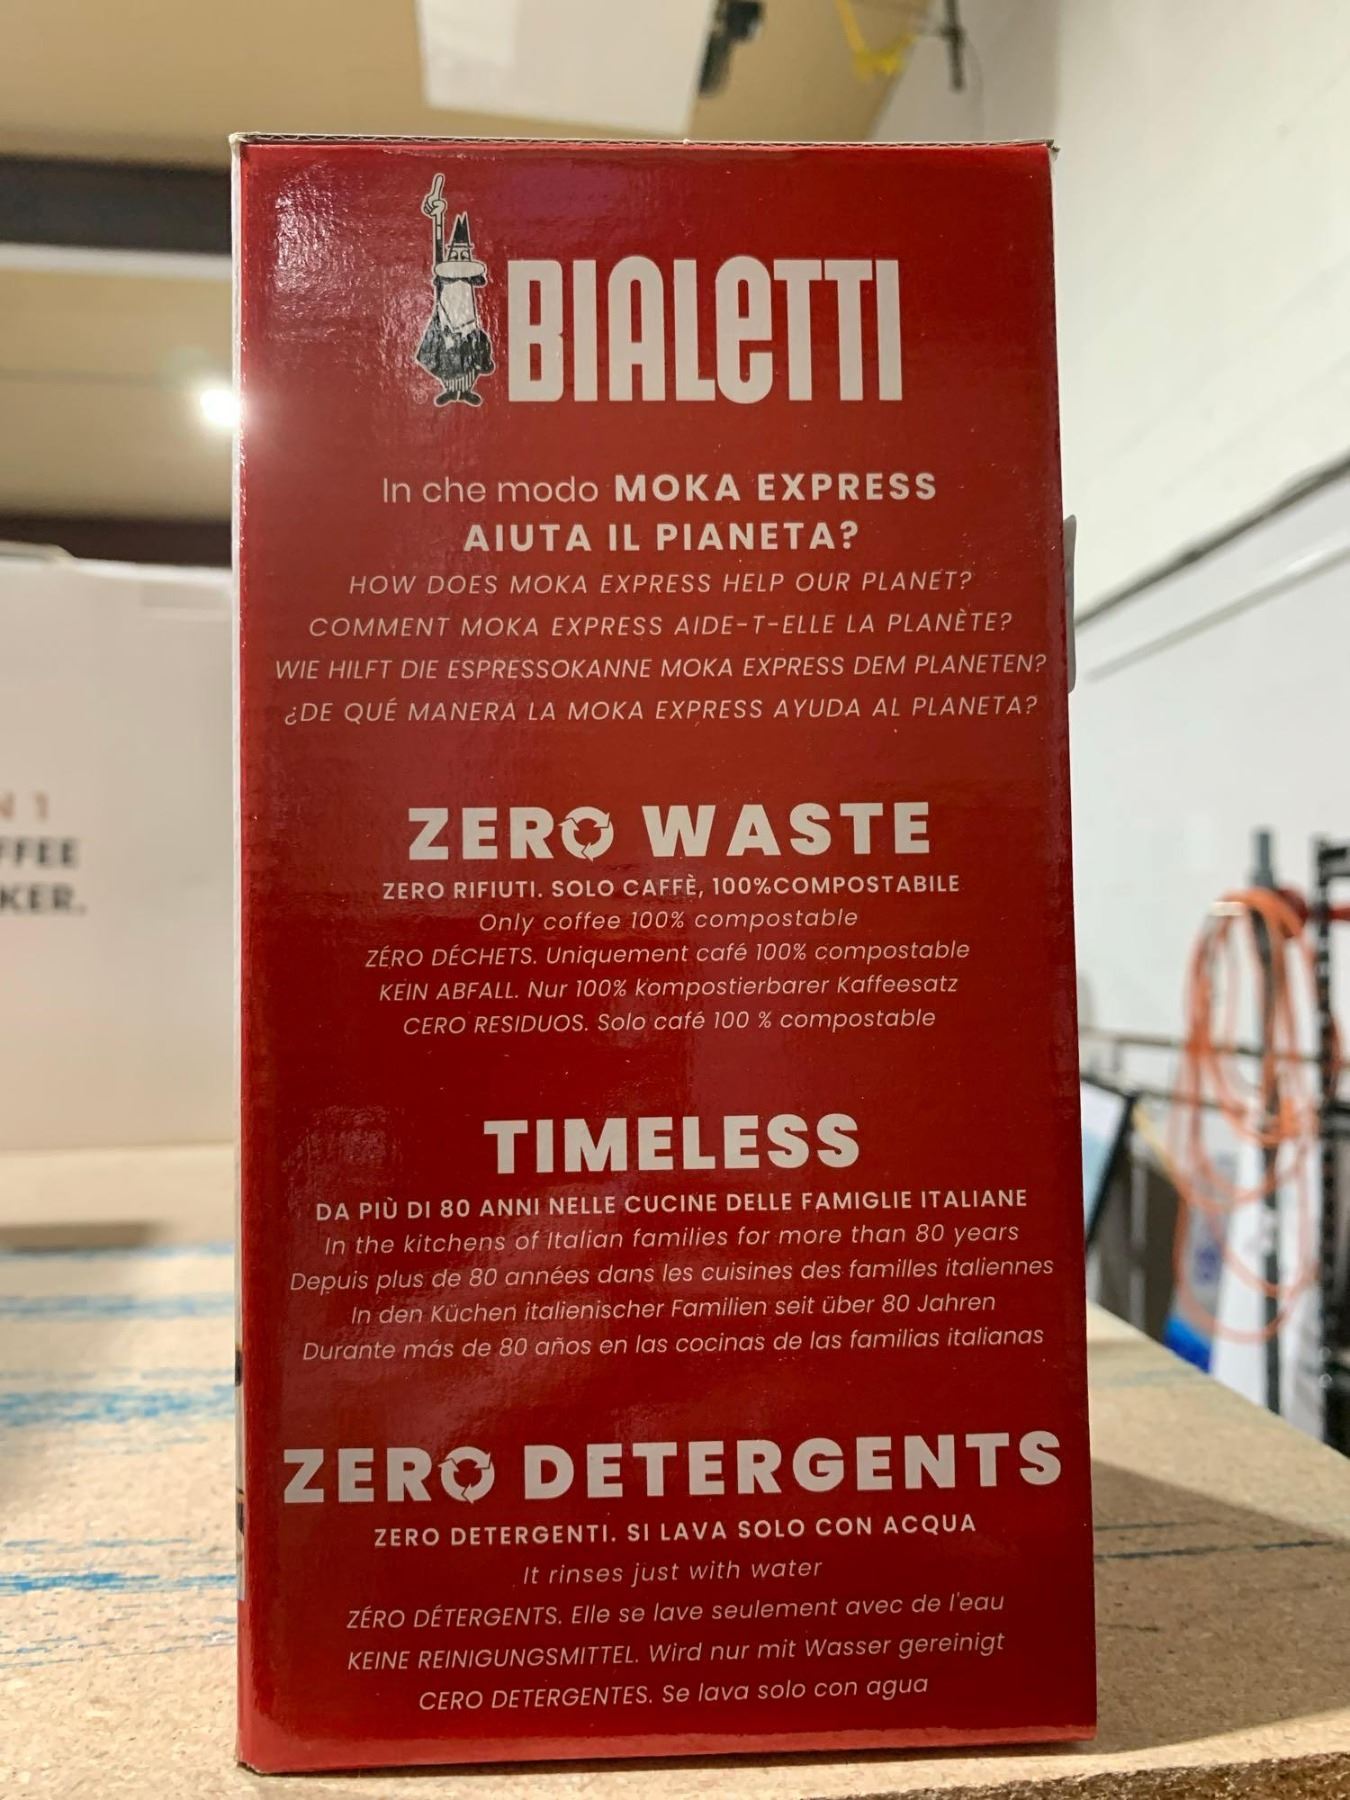 BIALETTI
In che modo MOKA EXPRESS
AIUTA IL PIANETA?
HOW DOES MOKA EXPRESS HELP OUR PLANET?
COMMENT MOKA EXPRESS AIDE-T-ELLE LA PLANÈTE?
WIE HILFT DIE ESPRESSOKANNE MOKA EXPRESS DEM PLANETEN?
¿DE QUÉ MANERA LA MOKA EXPRESS AYUDA AL PLANETA?
ZERO WASTE
ZERO RIFIUTI. SOLO CAFFÈ, 100%COMPOSTABILE
Only coffee 100% compostable
ZÉRO DÉCHETS. Uniquement café 100% compostable
KEIN ABFALL. Nur 100% kompostierbarer Kaffeesatz
CERO RESIDUOS. Solo café 100 % compostable
TIMELESS
DA PIÙ DI 80 ANNI NELLE CUCINE DELLE FAMIGLIE ITALIANE
In the kitchens of Italian families for more than 80 years
Depuis plus de 80 années dans les cuisines des familles italiennes
In den Küchen italienischer Familien seit über 80 Jahren
Durante más de 80 años en las cocinas de las familias italianas
ZERO DETERGENTS
ZERO DETERGENTI. SI LAVA SOLO CON ACQUA
It rinses just with water
ZÉRO DÉTERGENTS. Elle se lave seulement avec de l'eau
KEINE REINIGUNGSMITTEL. Wird nur mit Wasser gereinigt
CERO DETERGENTES. Se lava solo con agua
N 1
FFEE
KER.